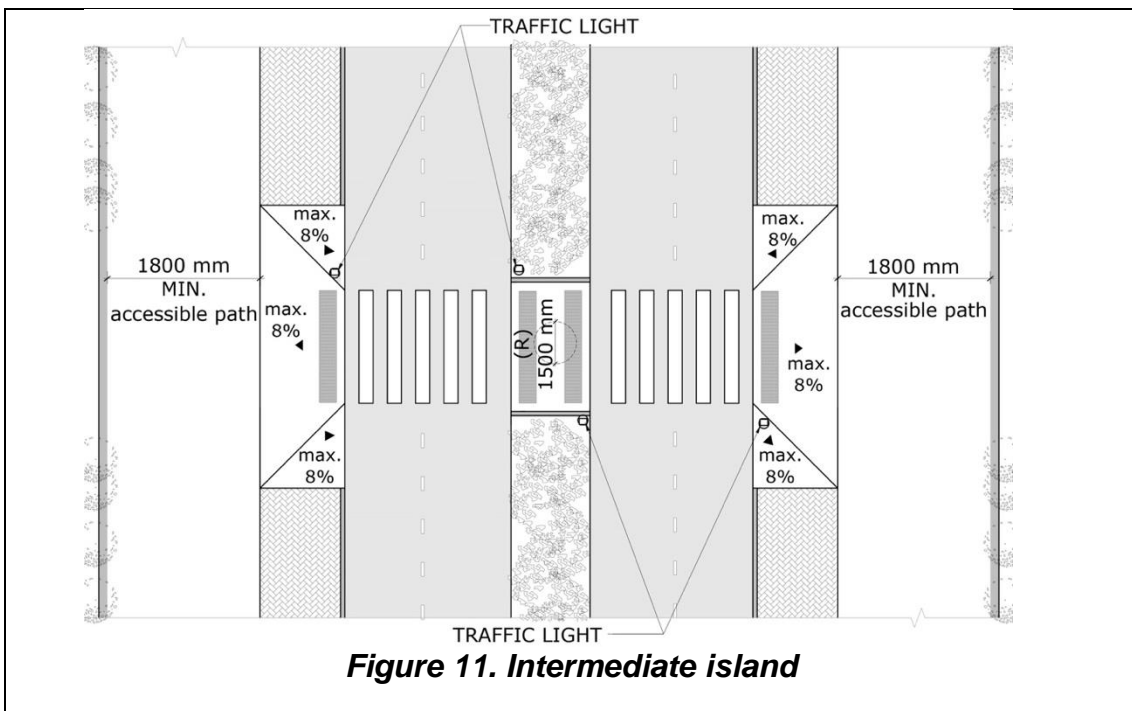 TRAFFIC LIGHT
max.
8%
max.
8%
1800 mm
MIN.
accessible path
1800 mm
MIN.
accessible path
max.
8%
(R)
1500 mm
max.
8%
max.
8%
max.
8%
TRAFFIC LIGHT
Figure 11. Intermediate island